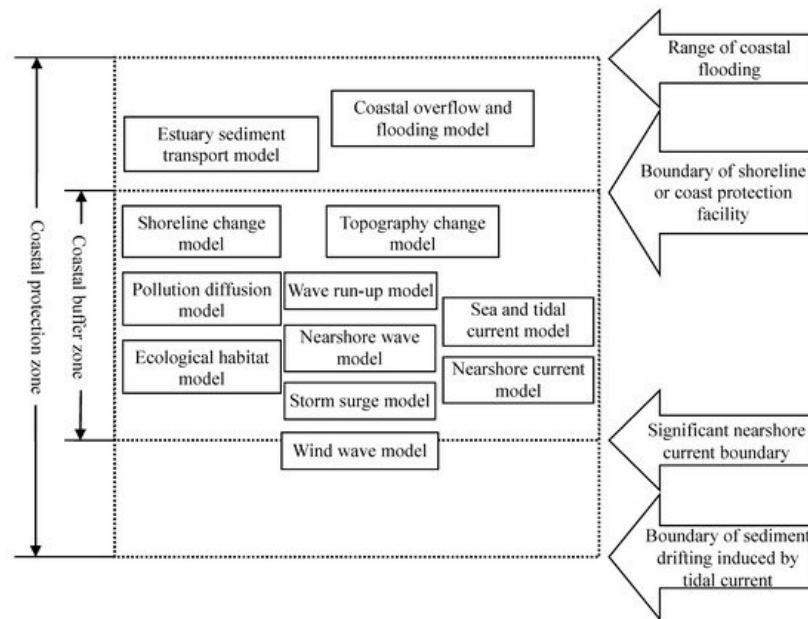 Range of coastal
flooding
Coastal overflow and
flooding model
Estuary sediment
transport model
Boundary of shoreline
or coast protection
facility
Shoreline change
model
Topography change
model
Pollution diffusion
model
Wave run-up model
Sea and tidal
current model
Nearshore wave
model
Ecological habitat
model
Nearshore current
model
Storm surge model
Wind wave model
Significant nearshore
current boundary
Boundary of sediment
drifting induced by
tidal current
Coastal protection zone
Coastal buffer zone